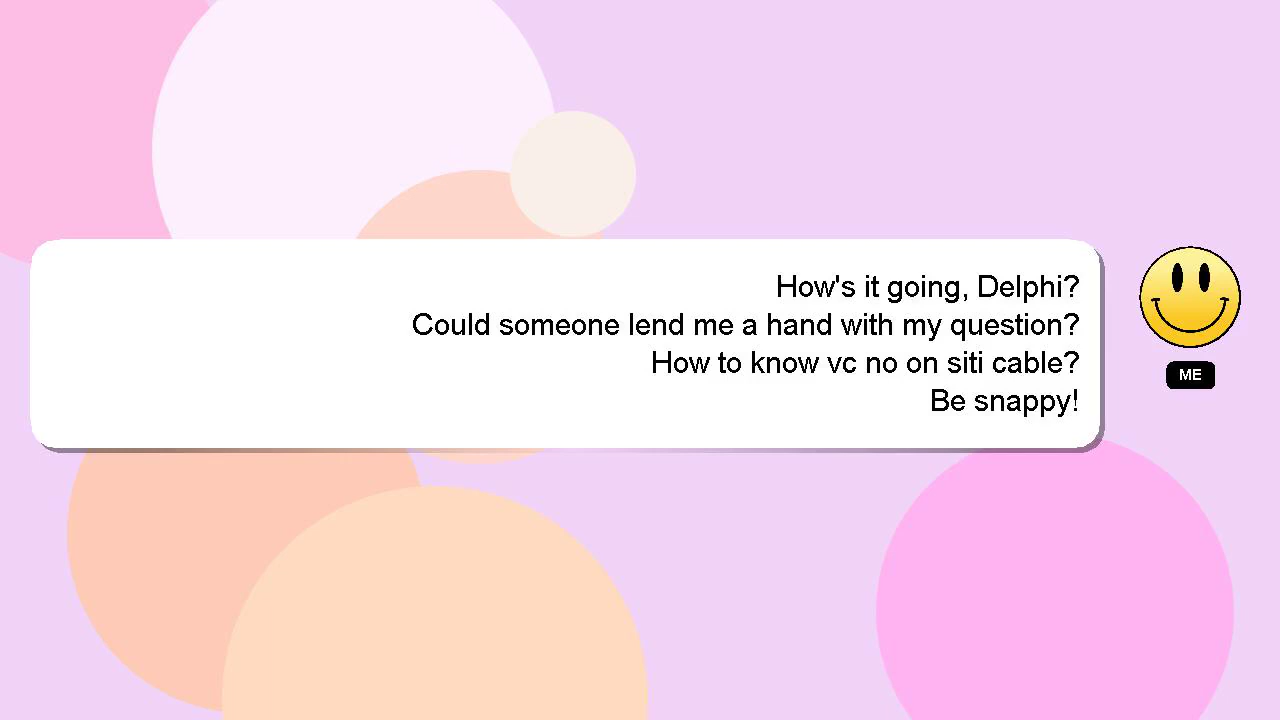 How's it going, Delphi?
Could someone lend me a hand with my question?
How to know vc no on siti cable?
Be snappy!
ME